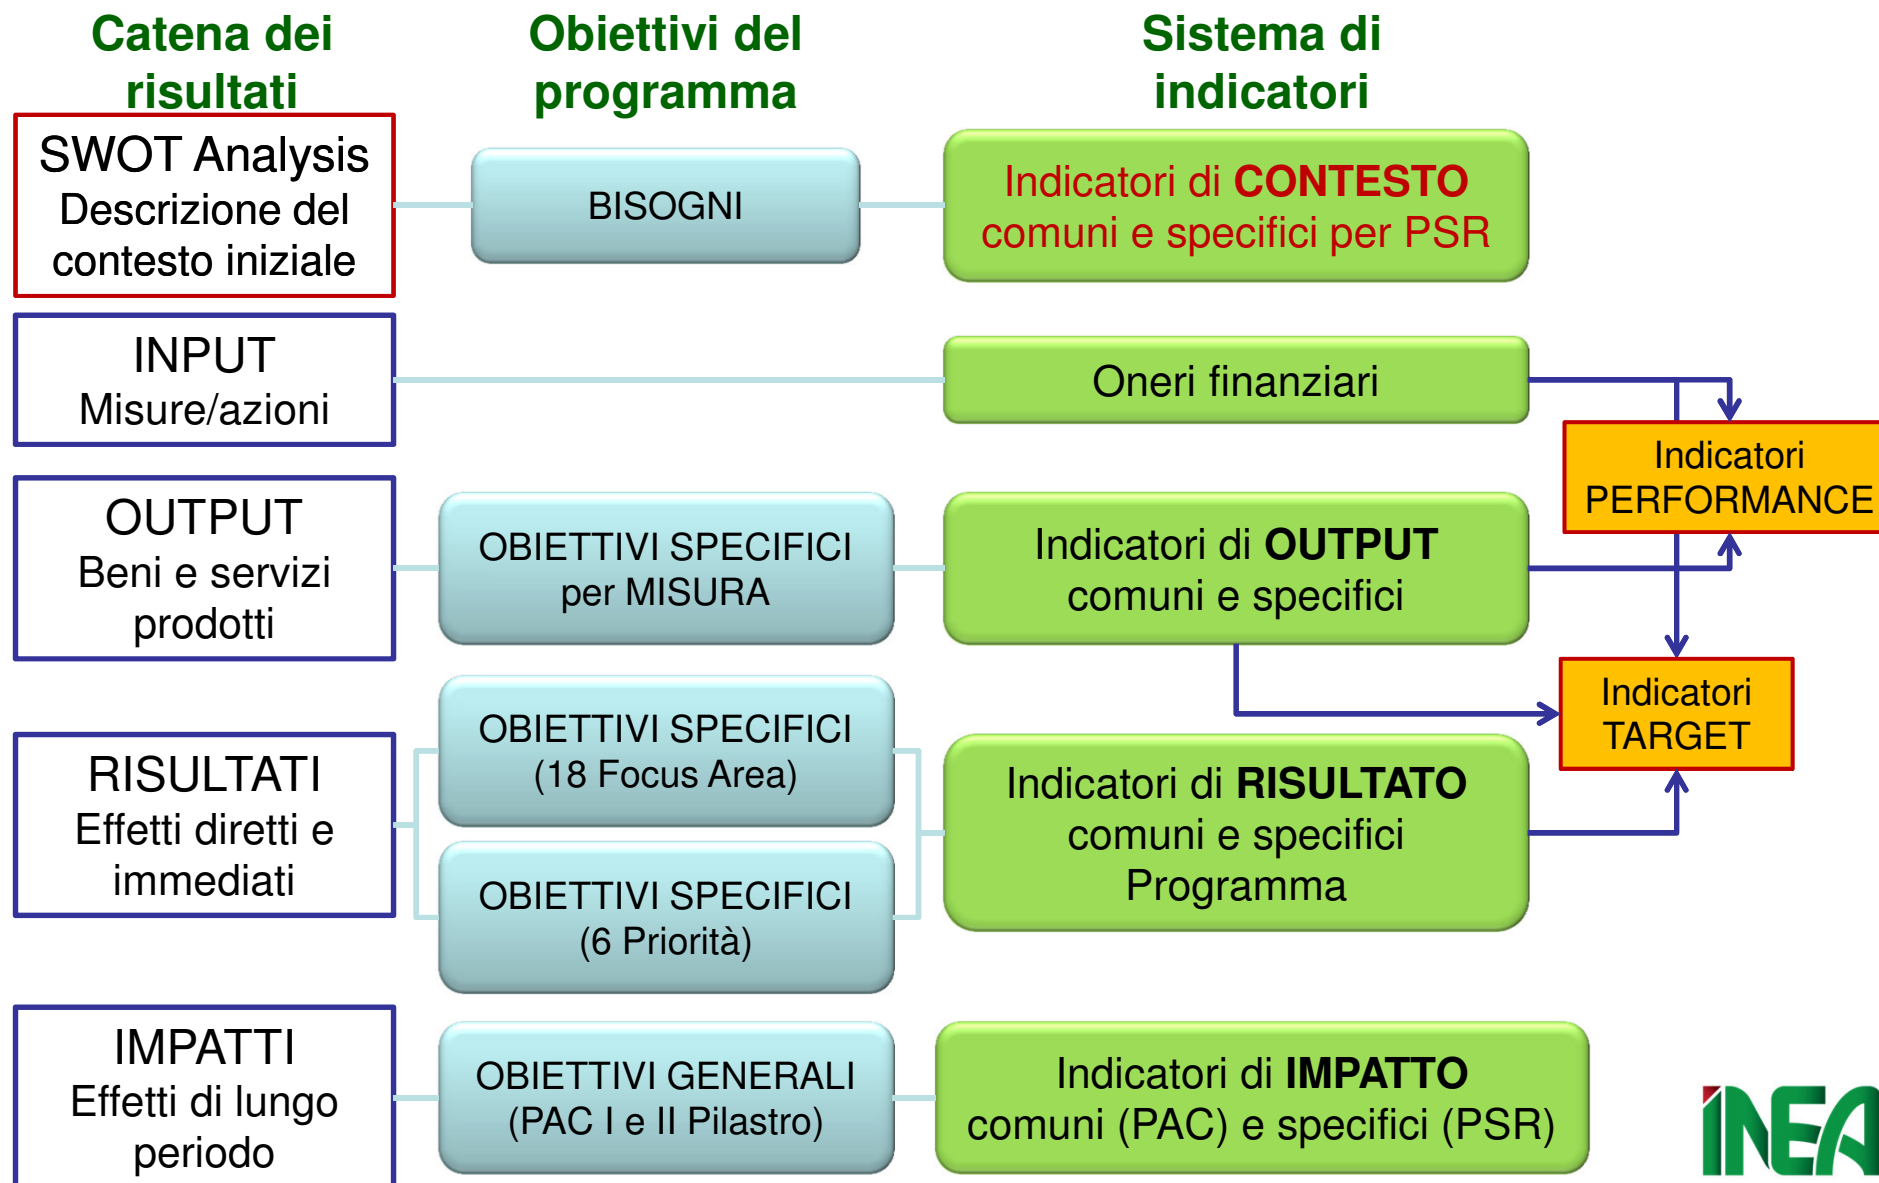 Catena dei
risultati
Obiettivi del
programma
Sistema di
indicatori
SWOT Analysis
Descrizione del
contesto iniziale
BISOGNI
Indicatori di CONTESTO
comuni e specifici per PSR
INPUT
Misure/azioni
Oneri finanziari
Indicatori
PERFORMANCE
OUTPUT
Beni e servizi
prodotti
OBIETTIVI SPECIFICI
per MISURA
Indicatori di OUTPUT
comuni e specifici
Indicatori
TARGET
RISULTATI
Effetti diretti e
immediati
OBIETTIVI SPECIFICI
(18 Focus Area)
OBIETTIVI SPECIFICI
(6 Priorità)
Indicatori di RISULTATO
comuni e specifici
Programma
IMPATTI
Effetti di lungo
periodo
OBIETTIVI GENERALI
(PAC I e II Pilastro)
Indicatori di IMPATTO
comuni (PAC) e specifici (PSR)
INEA